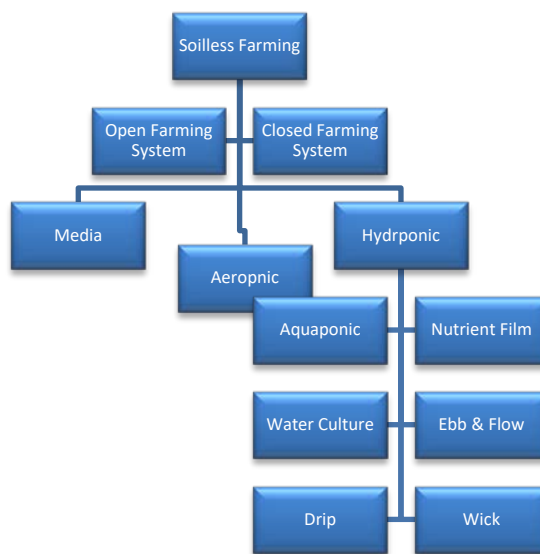 Soilless Farming
Open Farming
System
Closed Farming
System
Media
Aeropnic
Hydrponic
Aquaponic
Nutrient Film
Water Culture
Ebb & Flow
Drip
Wick